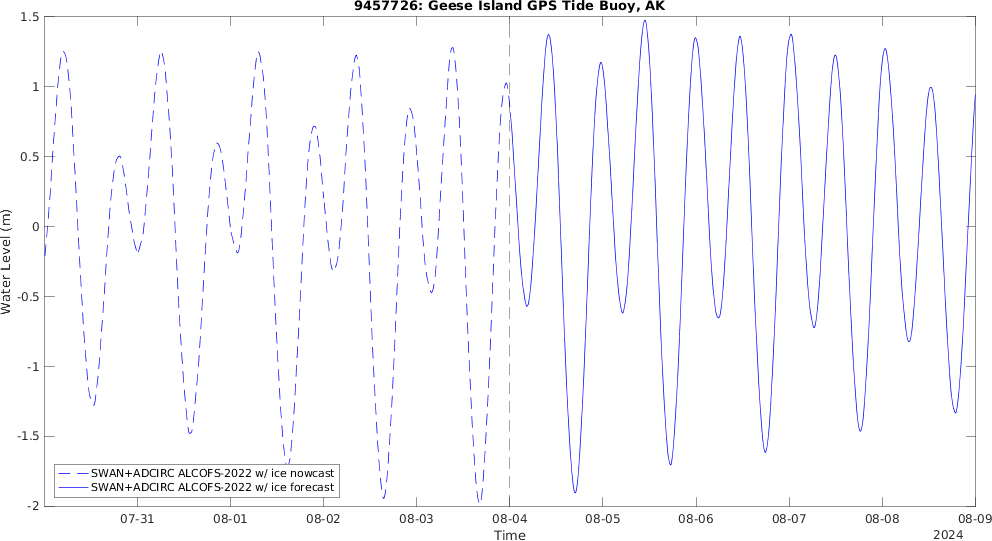 9457726: Geese Island GPS Tide Buoy, AK
1.5
1
0.5
0
-0.5
-1
-1.5
-2
Water Level (m)
SWAN+ADCIRC ALCOFS-2022 w/ ice nowcast
SWAN+ADCIRC ALCOFS-2022 w/ ice forecast
07-31 08-01 08-02 08-03 08-04 08-05 08-06 08-07 08-08 08-09
Time
2024